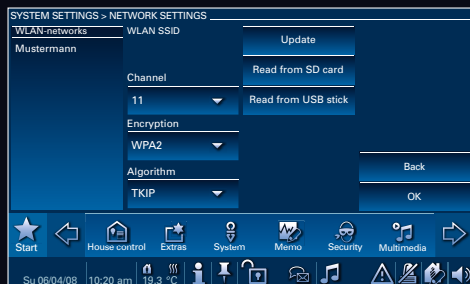 SYSTEM SETTINGS > NETWORK SETTINGS
WLAN-networks
Mustermann
WLAN SSID
Channel
11
Encryption
WPA2
Algorithm
TKIP
Update
Read from SD card
Read from USB stick
Back
OK
Start
House control
Extras
System
Memo
Security
Multimedia
Su 06/04/08
10:20 am
19.3 °C